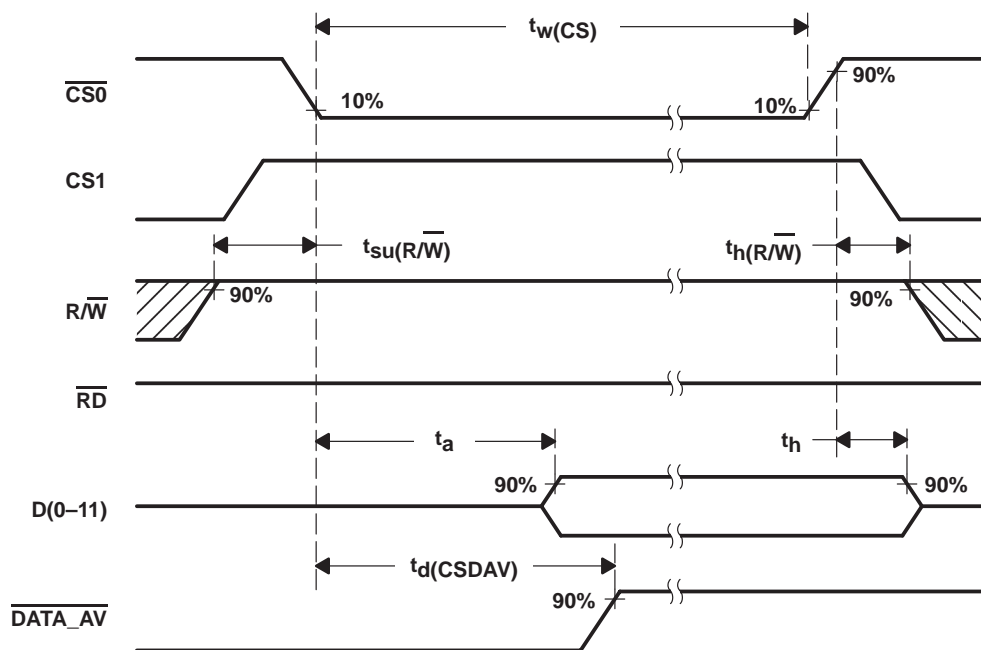 tw(CS)
CS0
10%
10%
90%
CS1
tsu(R/W)
th(R/W)
R/W
90%
90%
RD
ta
th
D(0–11)
90%
90%
td(CSDAV)
DATA_AV
90%